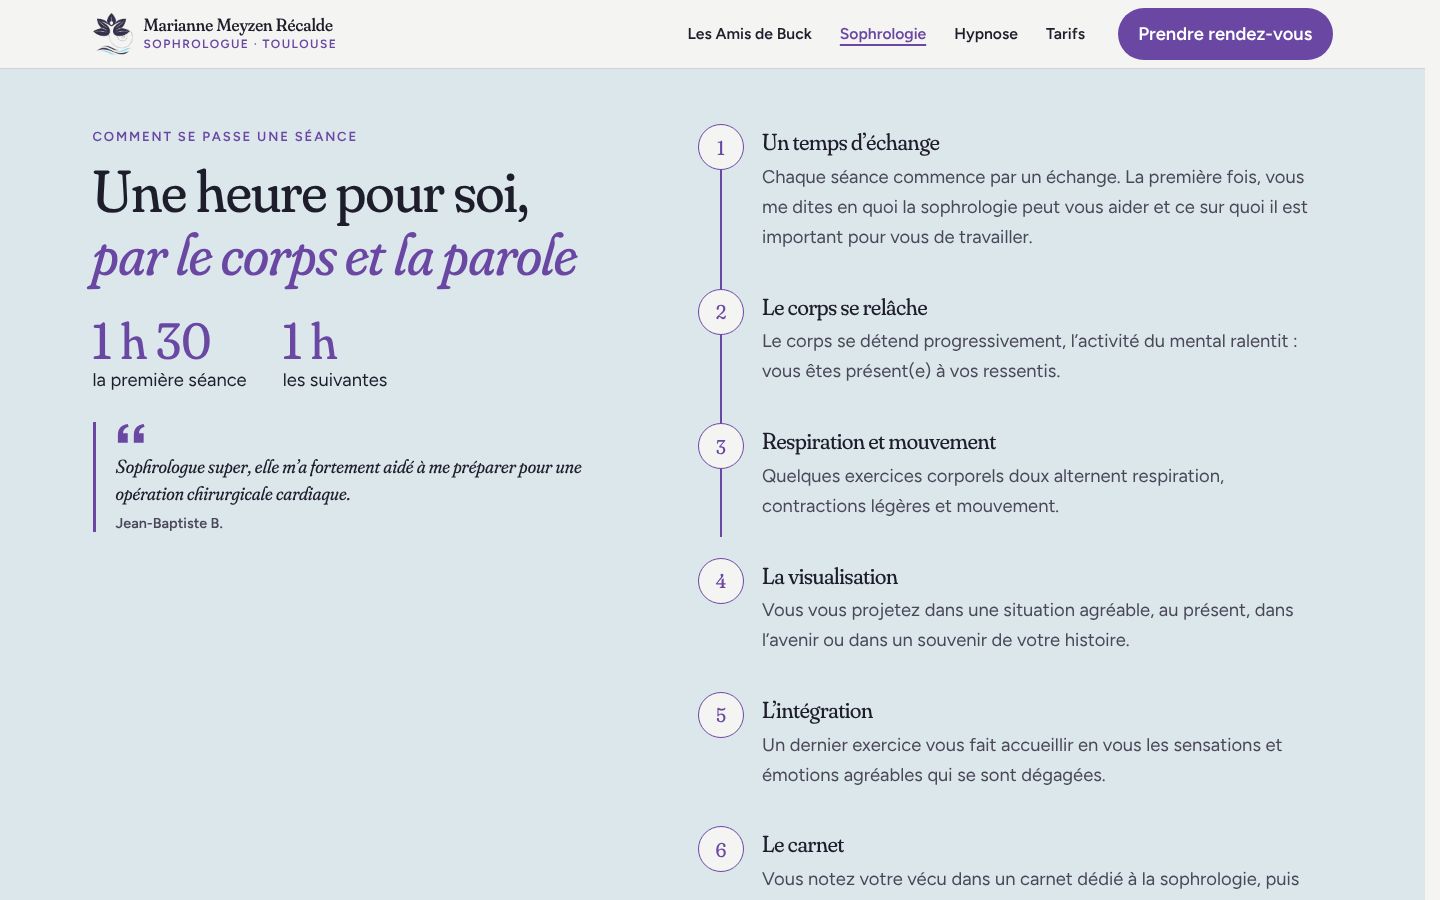 Marianne Meyzen Récalde
SOPHROLOGUE · TOULOUSE
Les Amis de Buck
Sophrologie
Hypnose
Tarifs
Prendre rendez-vous
COMMENT SE PASSE UNE SÉANCE
Une heure pour soi,
par le corps et la parole
1 h 30
la première séance
1 h
les suivantes
“
Sophrologue super, elle m’a fortement aidé à me préparer pour une
opération chirurgicale cardiaque.
Jean-Baptiste B.
1
Un temps d’échange
Chaque séance commence par un échange. La première fois, vous
me dites en quoi la sophrologie peut vous aider et ce sur quoi il est
important pour vous de travailler.
2
Le corps se relâche
Le corps se détend progressivement, l’activité du mental ralentit :
vous êtes présent(e) à vos ressentis.
3
Respiration et mouvement
Quelques exercices corporels doux alternent respiration,
contractions légères et mouvement.
4
La visualisation
Vous vous projetez dans une situation agréable, au présent, dans
l’avenir ou dans un souvenir de votre histoire.
5
L’intégration
Un dernier exercice vous fait accueillir en vous les sensations et
émotions agréables qui se sont dégagées.
6
Le carnet
Vous notez votre vécu dans un carnet dédié à la sophrologie, puis